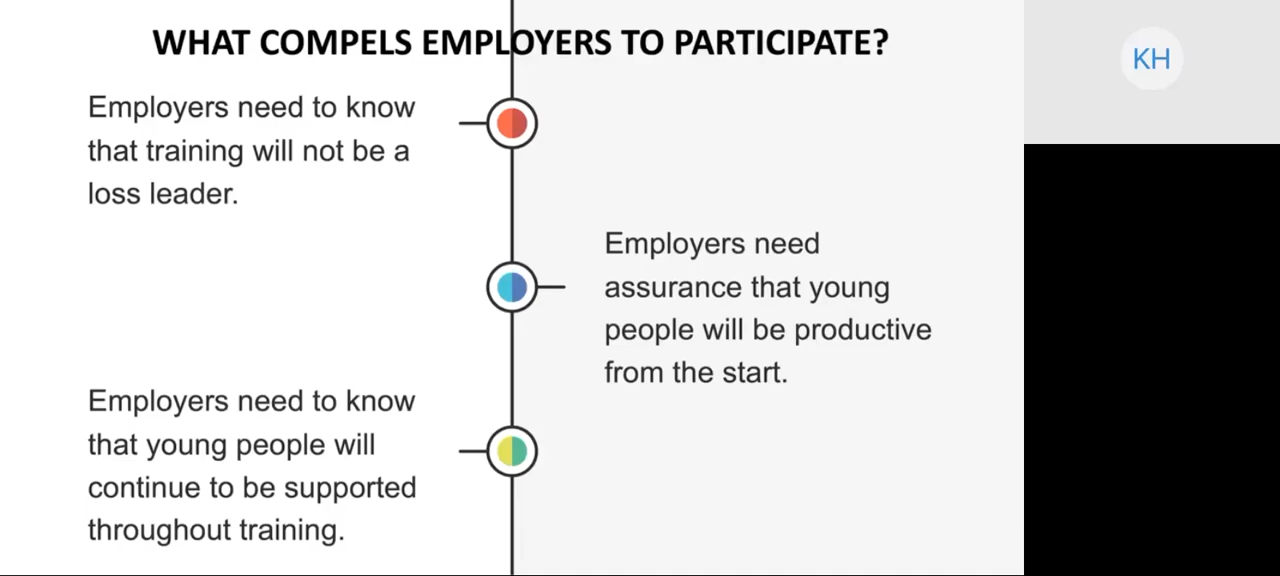 WHAT COMPELS EMPLOYERS TO PARTICIPATE?
KH
Employers need to know
that training will not be a
loss leader.
Employers need
assurance that young
people will be productive
from the start.
Employers need to know
that young people will
continue to be supported
throughout training.